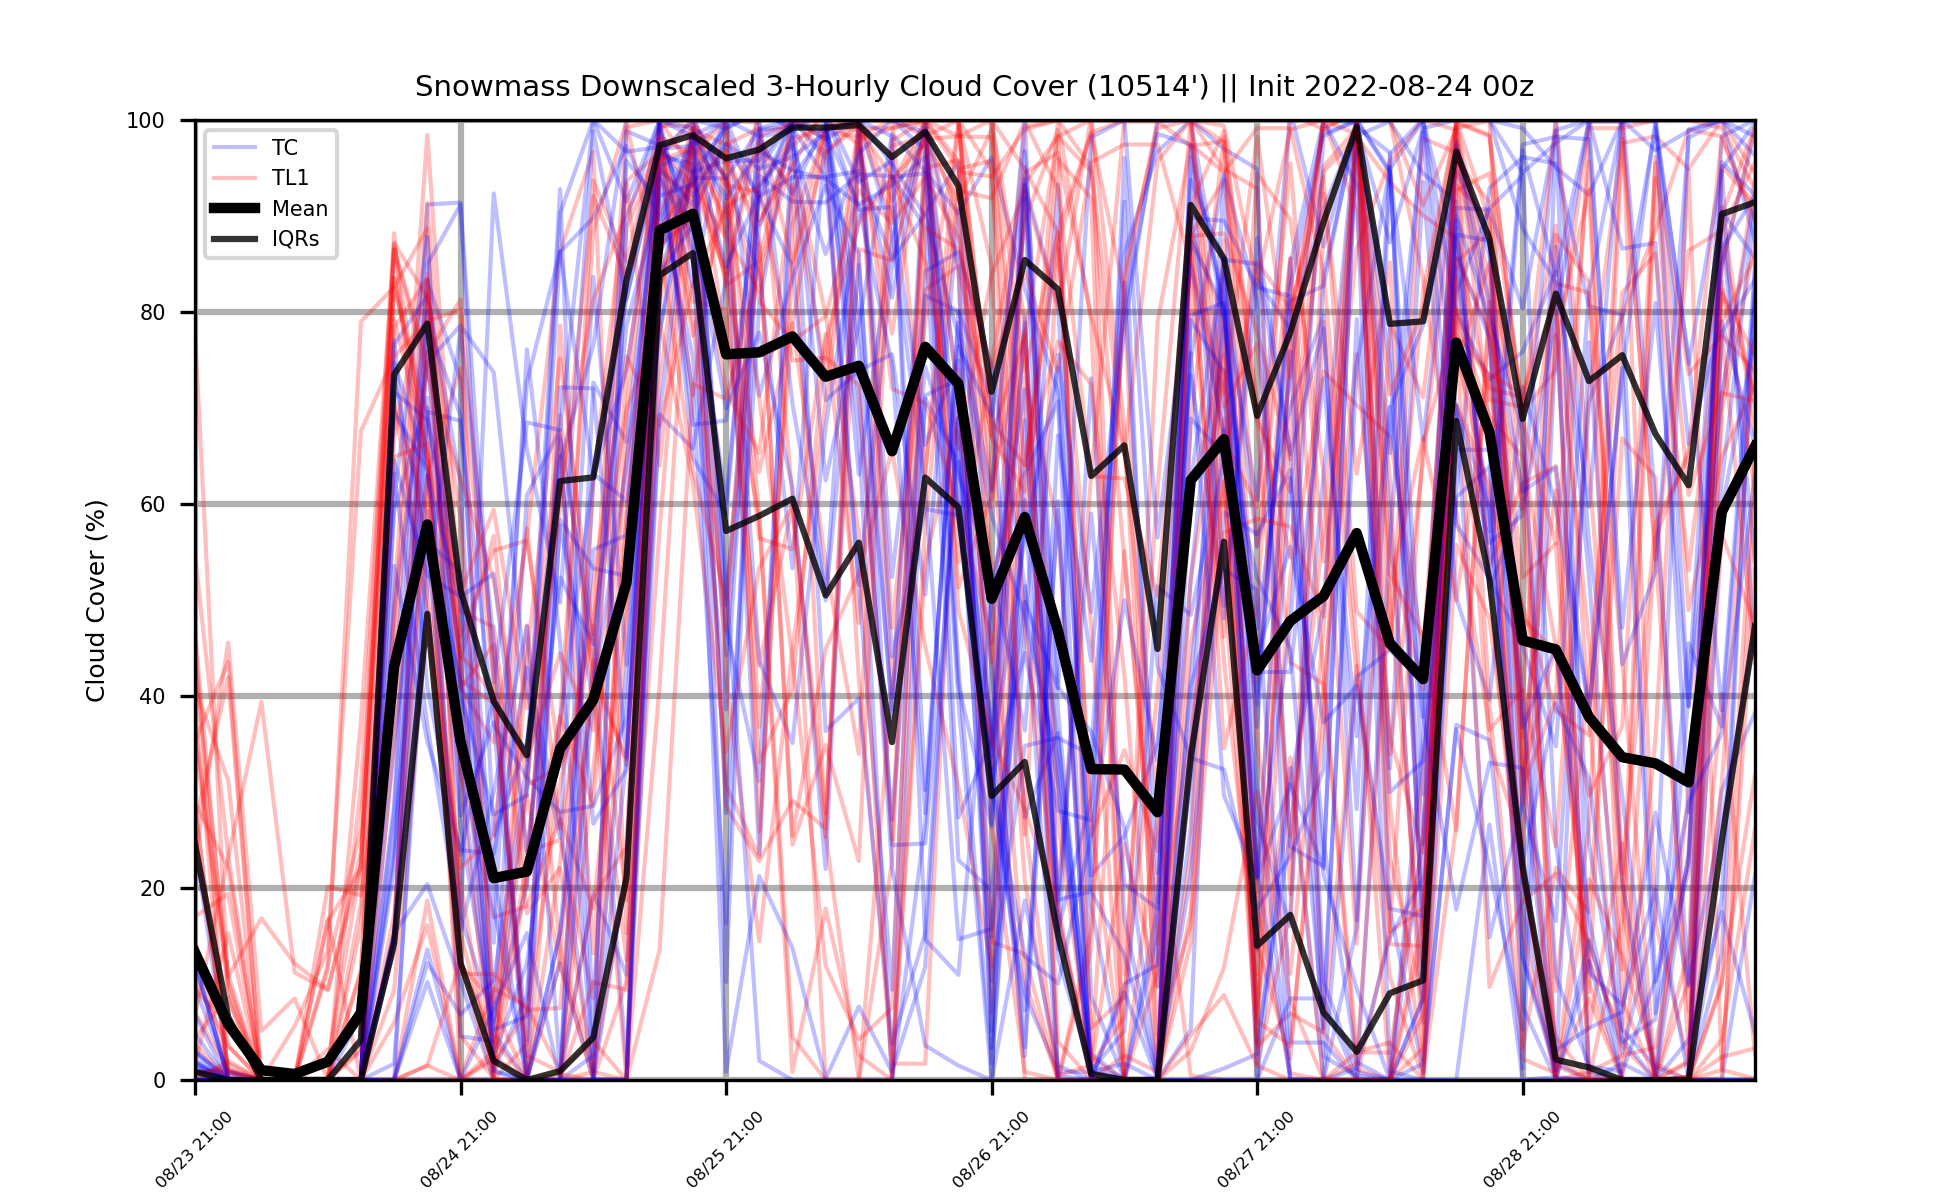 Snowmass Downscaled 3-Hourly Cloud Cover (10514') || Init 2022-08-24 00z
TC
TL1
Mean
IQRs
Cloud Cover (%)
100
80
60
40
20
0
08/23 21:00
08/24 21:00
08/25 21:00
08/26 21:00
08/27 21:00
08/28 21:00